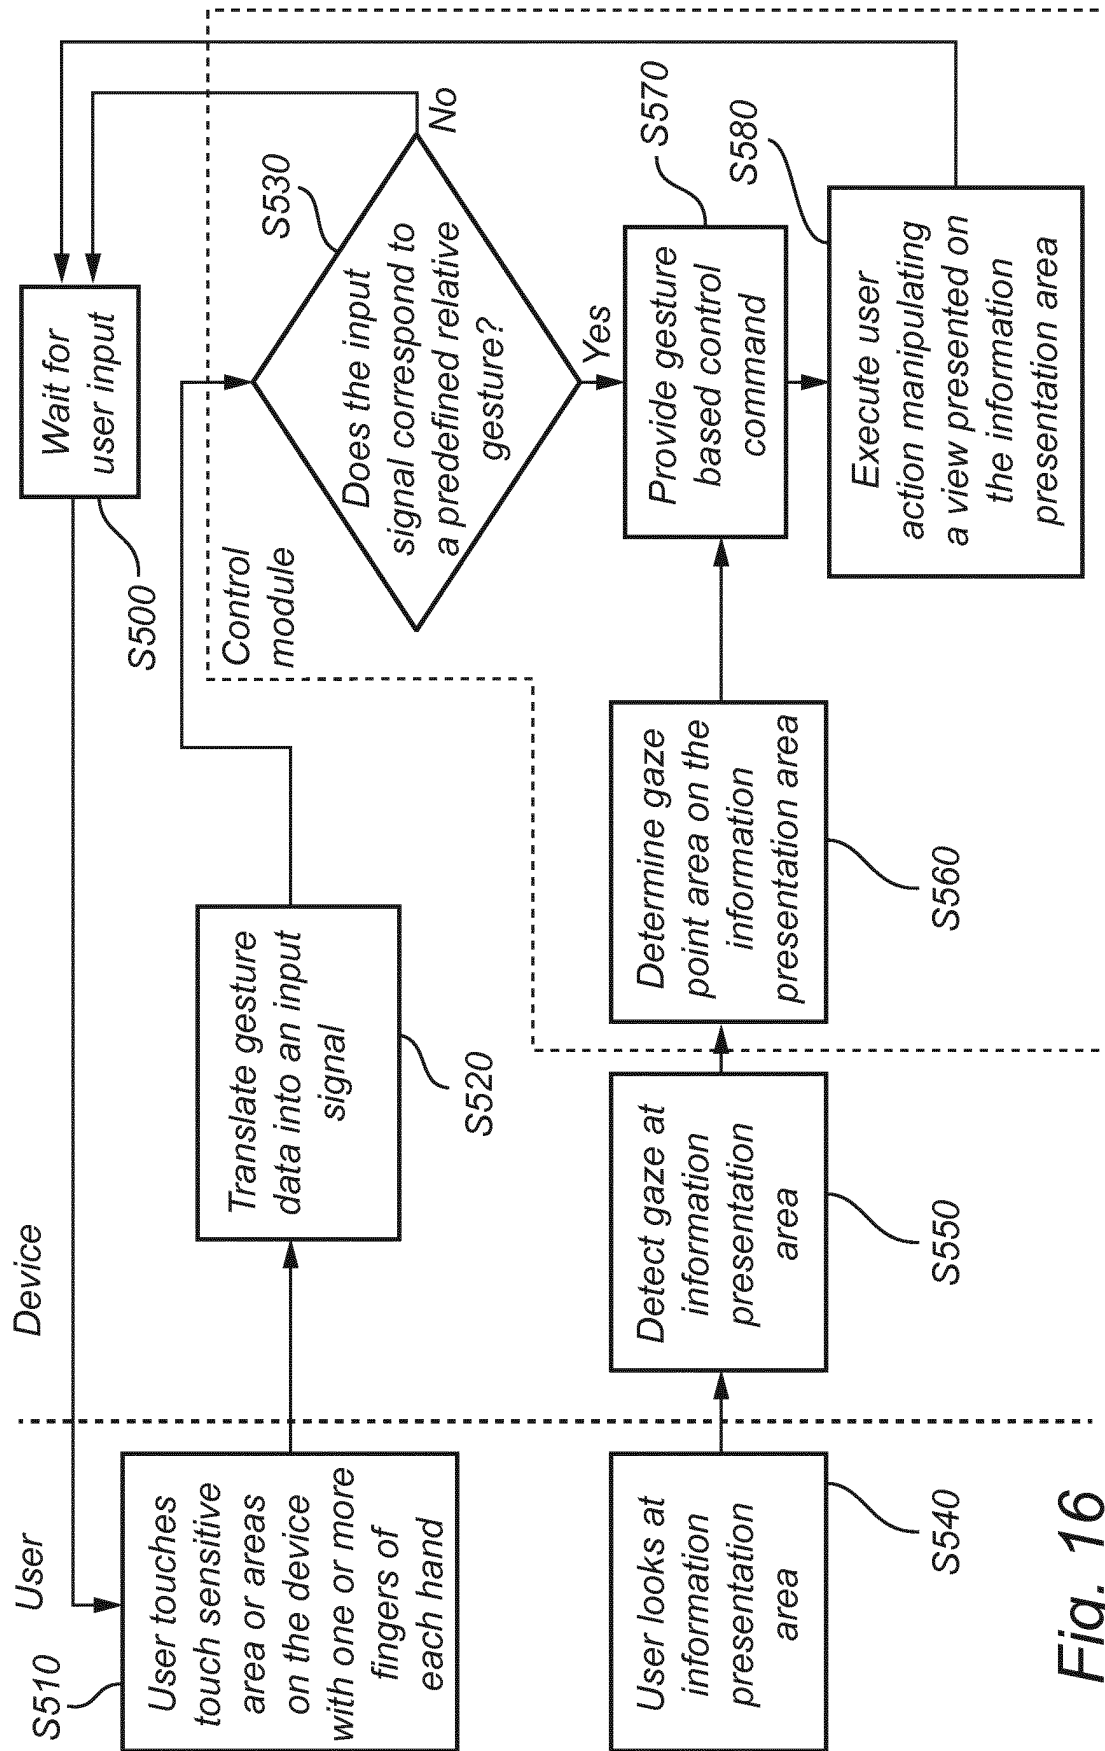 User
Device
S510
User touches
touch sensitive
area or areas
on the device
with one or more
fingers of
each hand
Translate gesture
data into an input
signal
S520
Wait for
user input
S500
Control
module
S530
Does the input
signal correspond to
a predefined relative
gesture?
No
Yes
User looks at
information
presentation
area
S540
Detect gaze at
information
presentation
area
S550
Determine gaze
point area on the
information
presentation area
S560
Provide gesture
based control
command
S570
Execute user
action manipulating
a view presented on
the information
presentation area
S580
Fig. 16